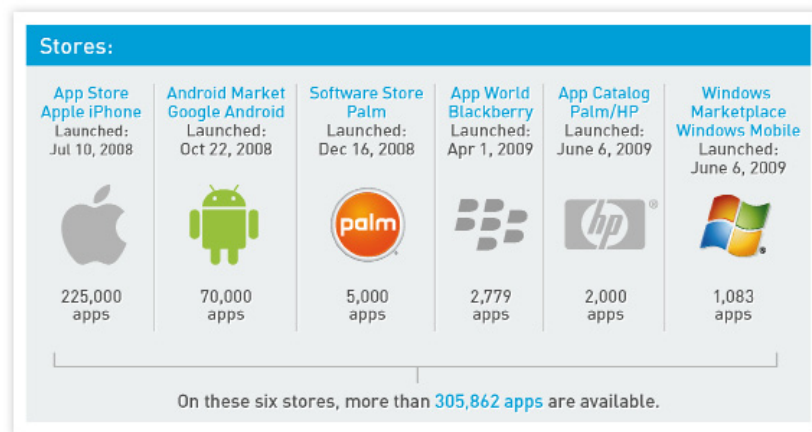 Stores:
App Store
Apple iPhone
Launched:
Jul 10, 2008
225,000
apps
Android Market
Google Android
Launched:
Oct 22, 2008
70,000
apps
Software Store
Palm
Launched:
Dec 16, 2008
palm
5,000
apps
App World
Blackberry
Launched:
Apr 1, 2009
2,779
apps
App Catalog
Palm/HP
Launched:
June 6, 2009
hp®
2,000
apps
Windows
Marketplace
Windows Mobile
Launched:
June 6, 2009
1,083
apps
On these six stores, more than 305,862 apps are available.